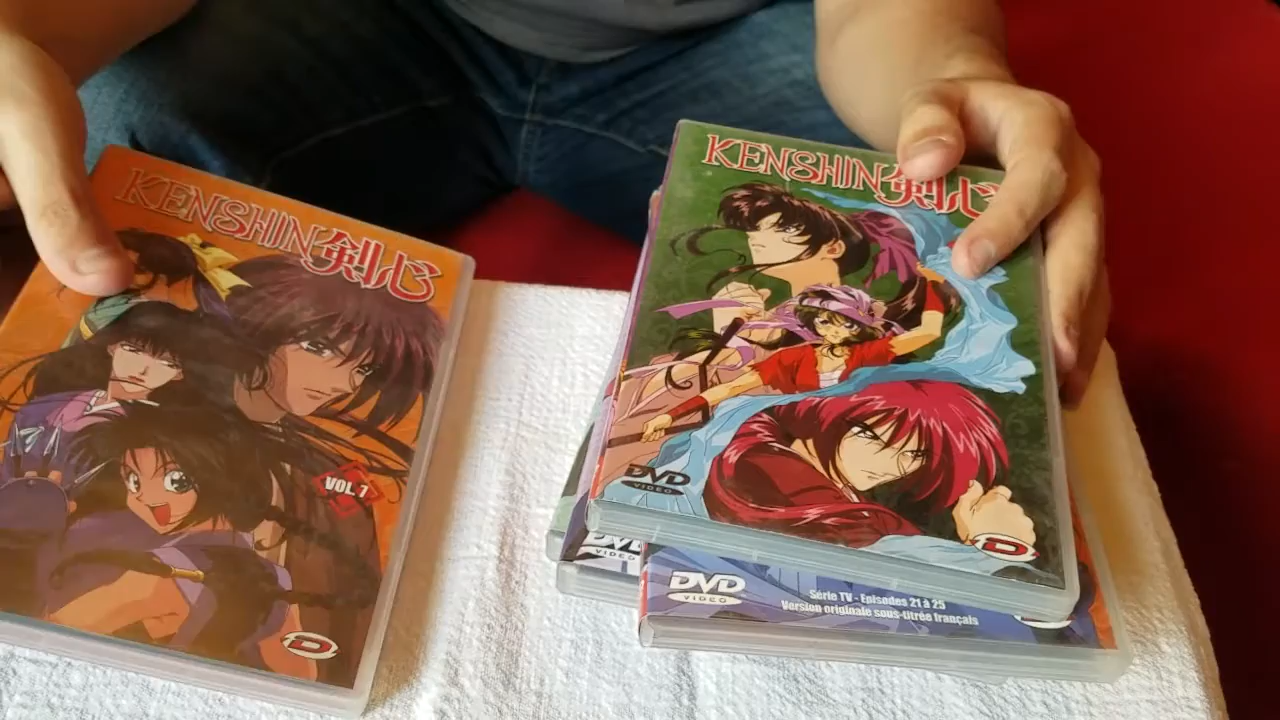 KENSHIN剣心
VOL.7
D
KENSHIN剣心
DVD
VIDEO
D
DVD
VIDEO
DVD
VIDEO
Série TV - Episodes 21 à 25
Version originale sous-titrée français